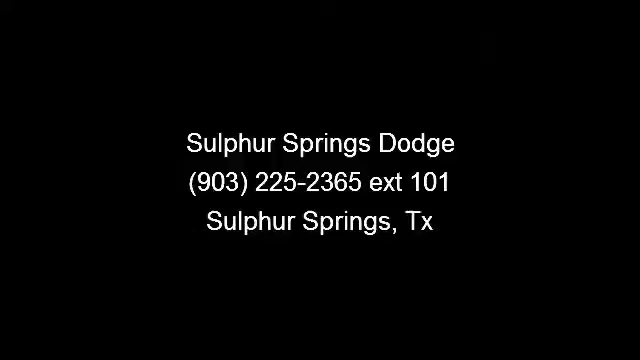 Sulphur Springs Dodge
(903) 225-2365 ext 101
Sulphur Springs, Tx